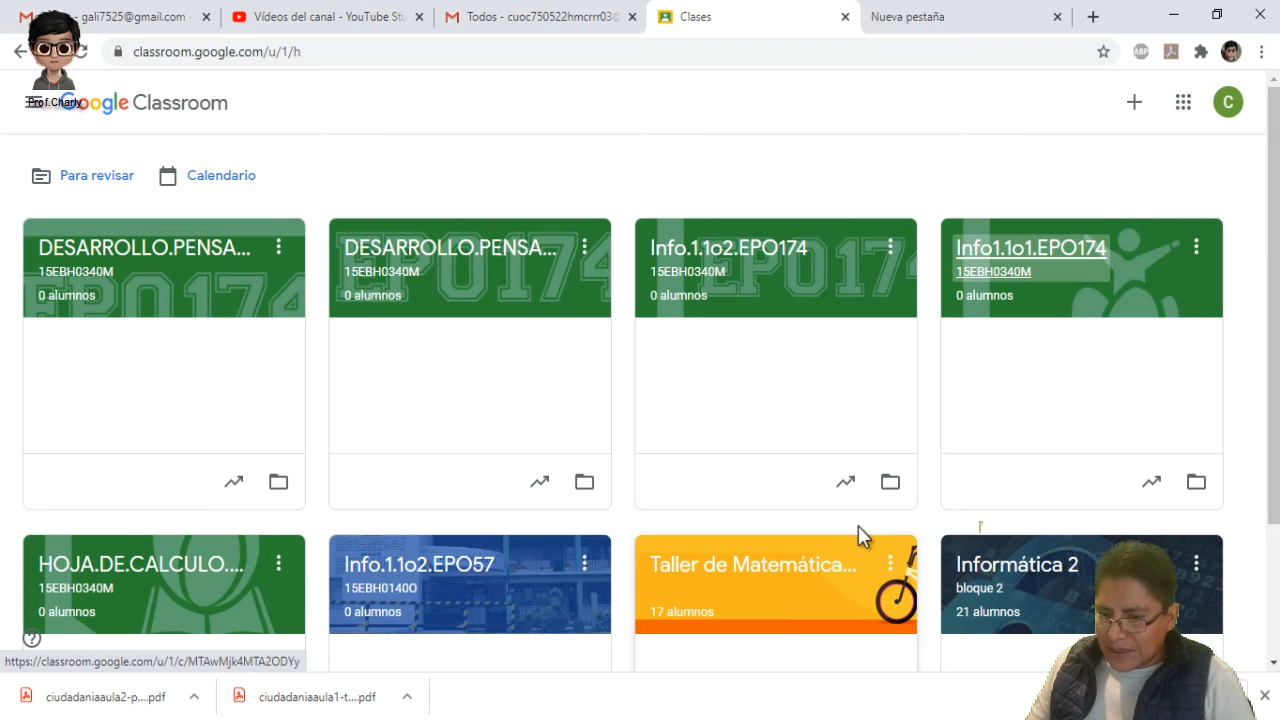 - gali7525@gmail.com -
Vídeos del canal - YouTube Stu
Todos - cuoc750522hmcrrr03@
Clases
Nueva pestaña
classroom.google.com/u/1/h
ABP
Prof.Charly
Google Classroom
C
Para revisar
Calendario
DESARROLLO.PENSA...
15EBH0340M
0 alumnos
DESARROLLO.PENSA...
15EBH0340M
0 alumnos
Info.1.1o2.EPO174
15EBH0340M
0 alumnos
Info1.1o1.EPO174
15EBH0340M
0 alumnos
HOJA.DE.CALCULO....
15EBH0340M
0 alumnos
Info.1.1o2.EPO57
15EBH0140O
0 alumnos
Taller de Matemática...
17 alumnos
Informática 2
bloque 2
21 alumnos
https://classroom.google.com/u/1/c/MTAwMjk4MTA2ODYy
ciudadaniaaula2-p....pdf
ciudadaniaaula1-t....pdf